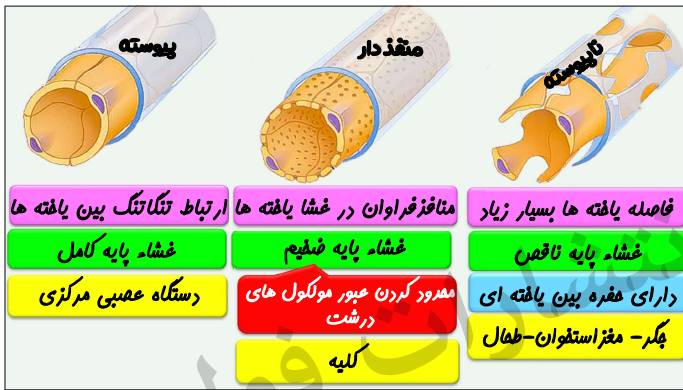 پیوسته
منفذدار
ناپیوسته
ارتباط تنگاتنگ بین یاخته ها
منافذفراوان در غشا یاخته ها
فاصله یاخته ها بسیار زیاد
غشاء پایه کامل
غشاء پایه ضخیم
غشاء پایه ناقص
دستگاه عصبی مرکزی
محدود کردن عبور مولکول های
درشت
دارای حفره بین یاخته ای
کلیه
جگر- مغزاستخوان-طحال